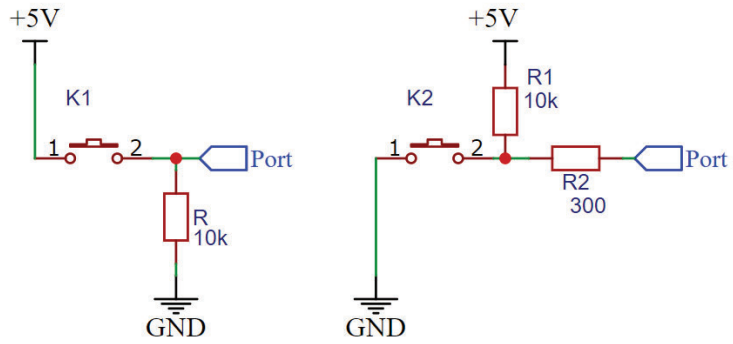 +5V
K1
1
2
Port
R
10k
GND
+5V
R1
10k
K2
1
2
Port
R2
300
GND